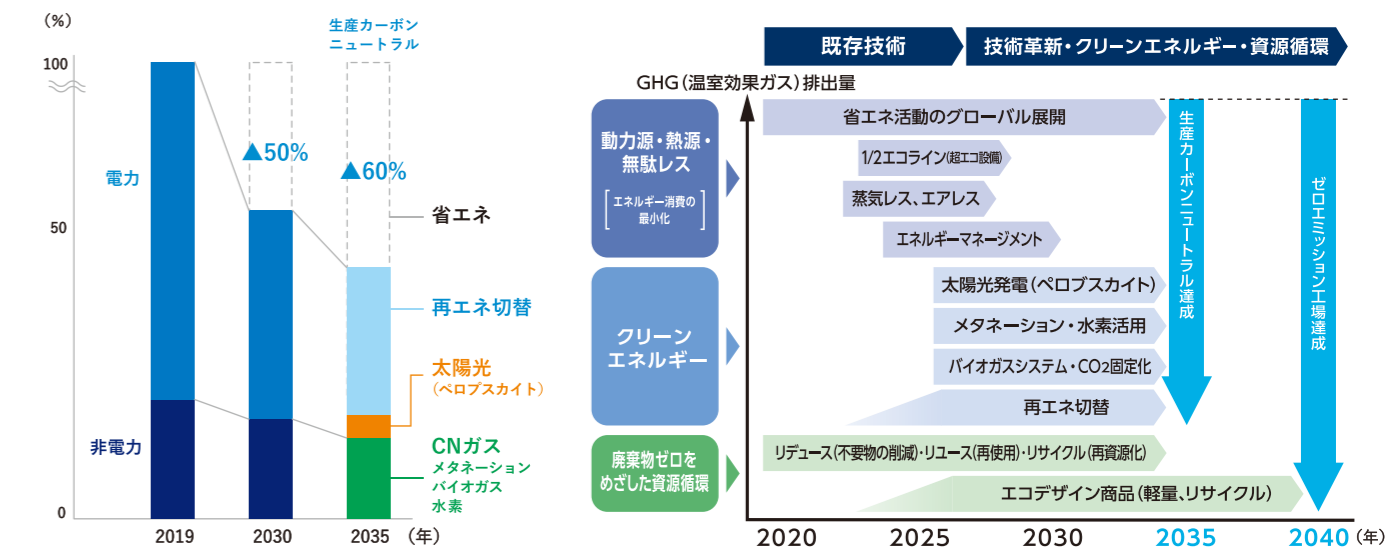 (%)
100
50
0
生産カーボン
ニュートラル
▲50%
▲60%
電力
非電力
省エネ
再エネ切替
太陽光
(ペロブスカイト)
CNガス
メタネーション
バイオガス
水素
2019
2030
2035
(年)
既存技術
技術革新・クリーンエネルギー・資源循環
GHG(温室効果ガス)排出量
動力源・熱源・
無駄レス
[エネルギー消費の
最小化]
省エネ活動のグローバル展開
1/2エコライン(超エコ設備)
蒸気レス、エアレス
エネルギーマネージメント
クリーン
エネルギー
太陽光発電(ペロブスカイト)
メタネーション・水素活用
バイオガスシステム・CO2固定化
再エネ切替
廃棄物ゼロを
めざした資源循環
リデュース(不要物の削減)・リユース(再使用)・リサイクル(再資源化)
エコデザイン商品(軽量、リサイクル)
生産カーボンニュートラル達成
ゼロエミッション工場達成
2020
2025
2030
2035
2040
(年)